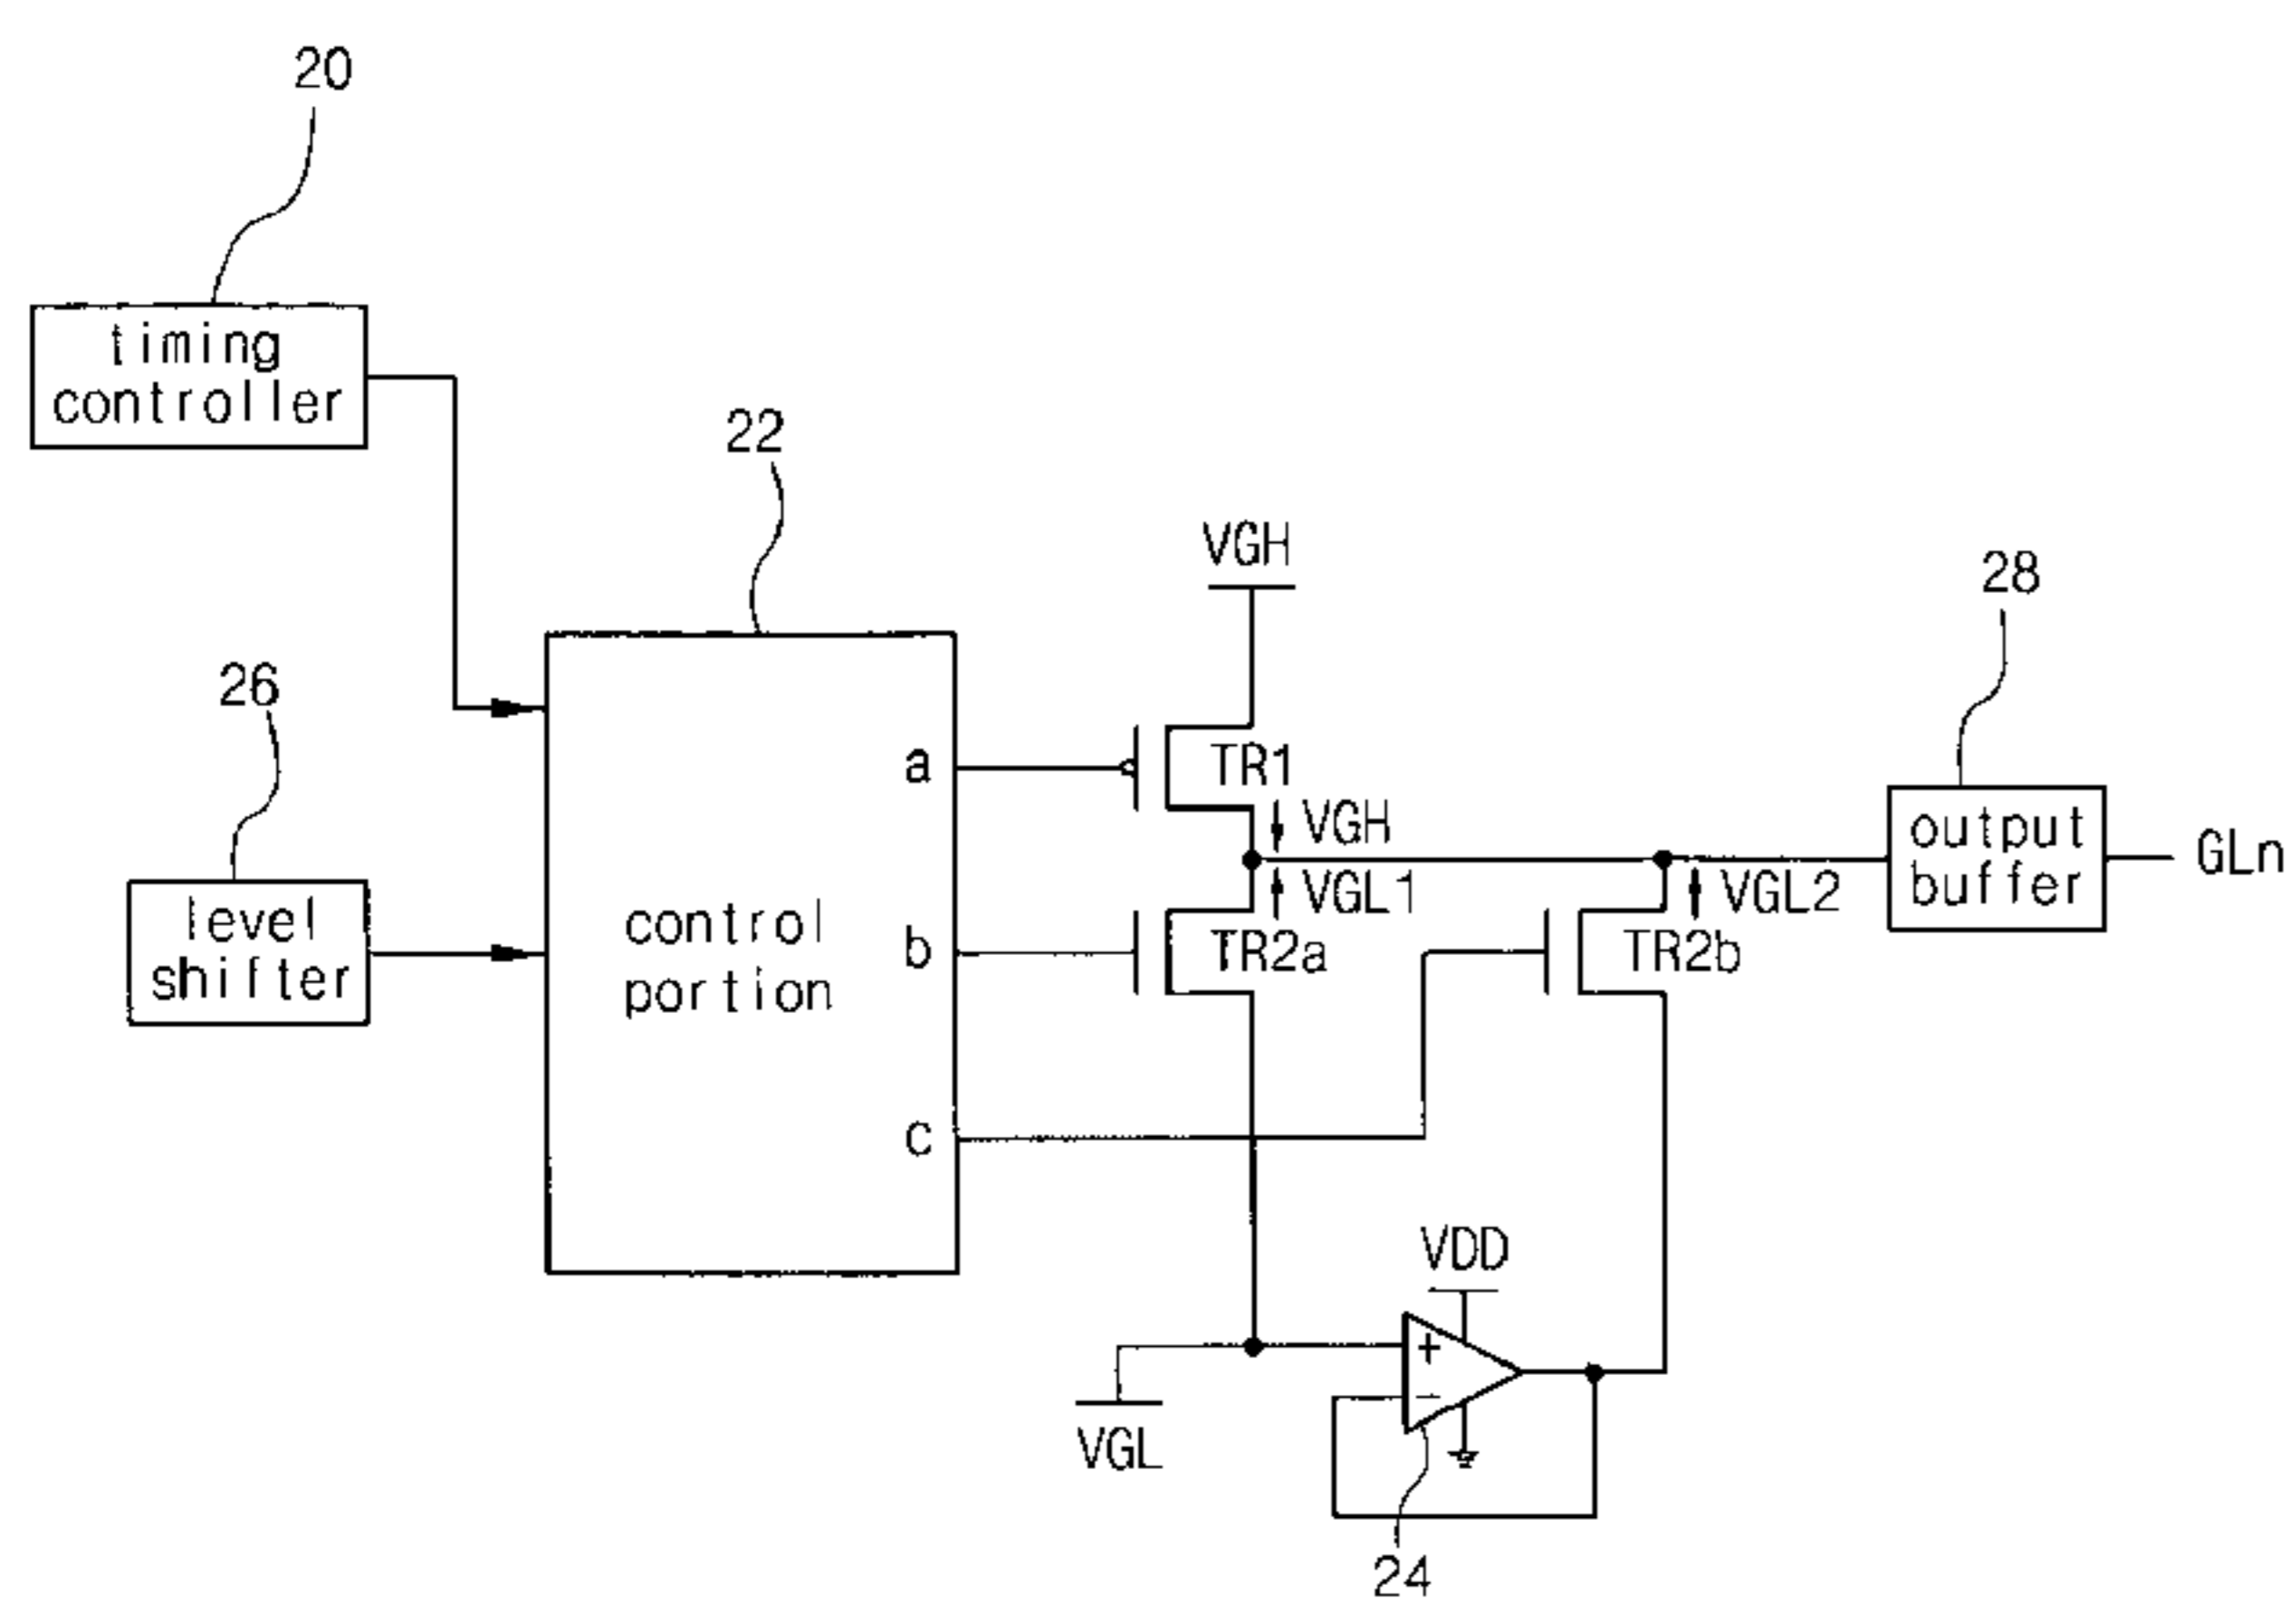 20
timing
controller
22
VGH
28
26
a
TR1
VGH
output
buffer
GLn
level
shifter
control
portion
b
VGL1
TR2a
VGL2
TR2b
c
VDD
+
−
VGL
24